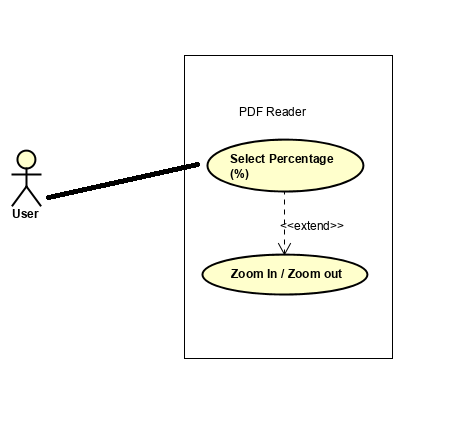 PDF Reader
Select Percentage
(%)
User
<<extend>>
Zoom In / Zoom out